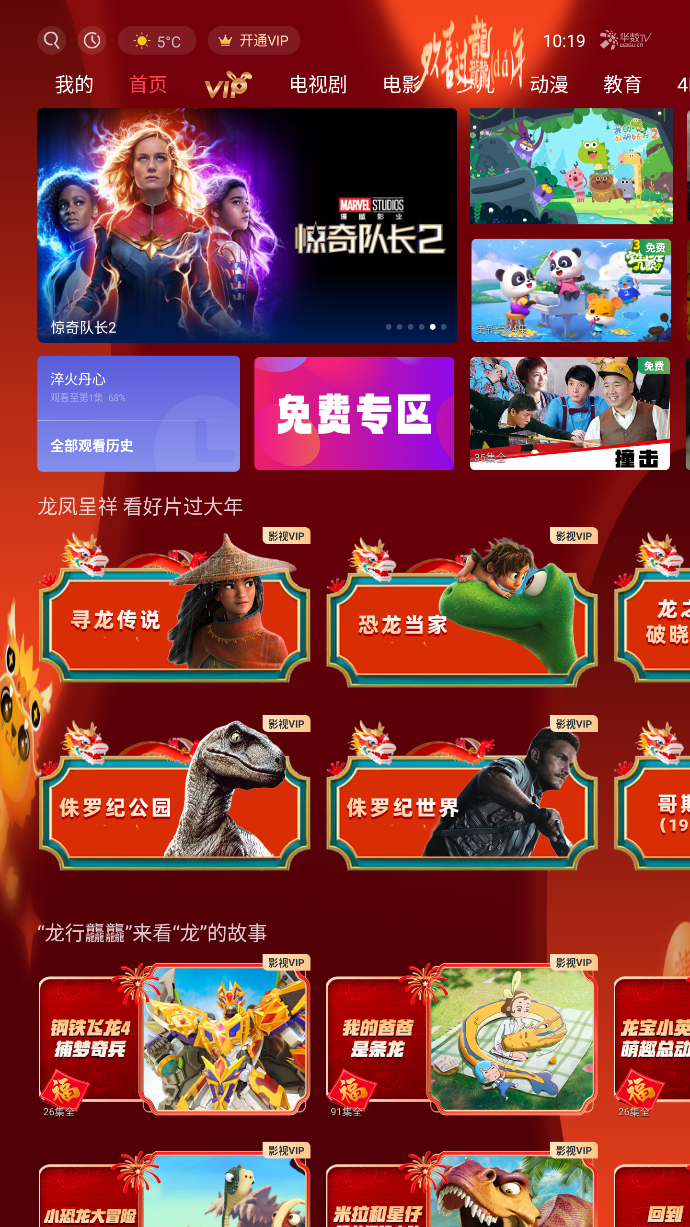 5°C
开通VIP
欢喜过龘年
10:19
华数TV
WASU.CN
我的
首页
VIP
电视剧
电影
少儿
动漫
教育
MARVEL STUDIOS
漫威影业
惊奇队长2
惊奇队长2
免费
更新至24集
淬火丹心
观看至第1集 68%
全部观看历史
免费专区
免费
35集全
撞击
龙凤呈祥 看好片过大年
影视VIP
影视VIP
寻龙传说
恐龙当家
破晓
影视VIP
影视VIP
侏罗纪公园
侏罗纪世界
“龙行龘龘”来看“龙”的故事
影视VIP
影视VIP
钢铁飞龙4
捕梦奇兵
福
26集全
我的爸爸
是条龙
福
91集全
龙宝小英
萌趣总动
福
26集全
影视VIP
影视VIP
小恐龙大冒险
米拉和星仔
回到